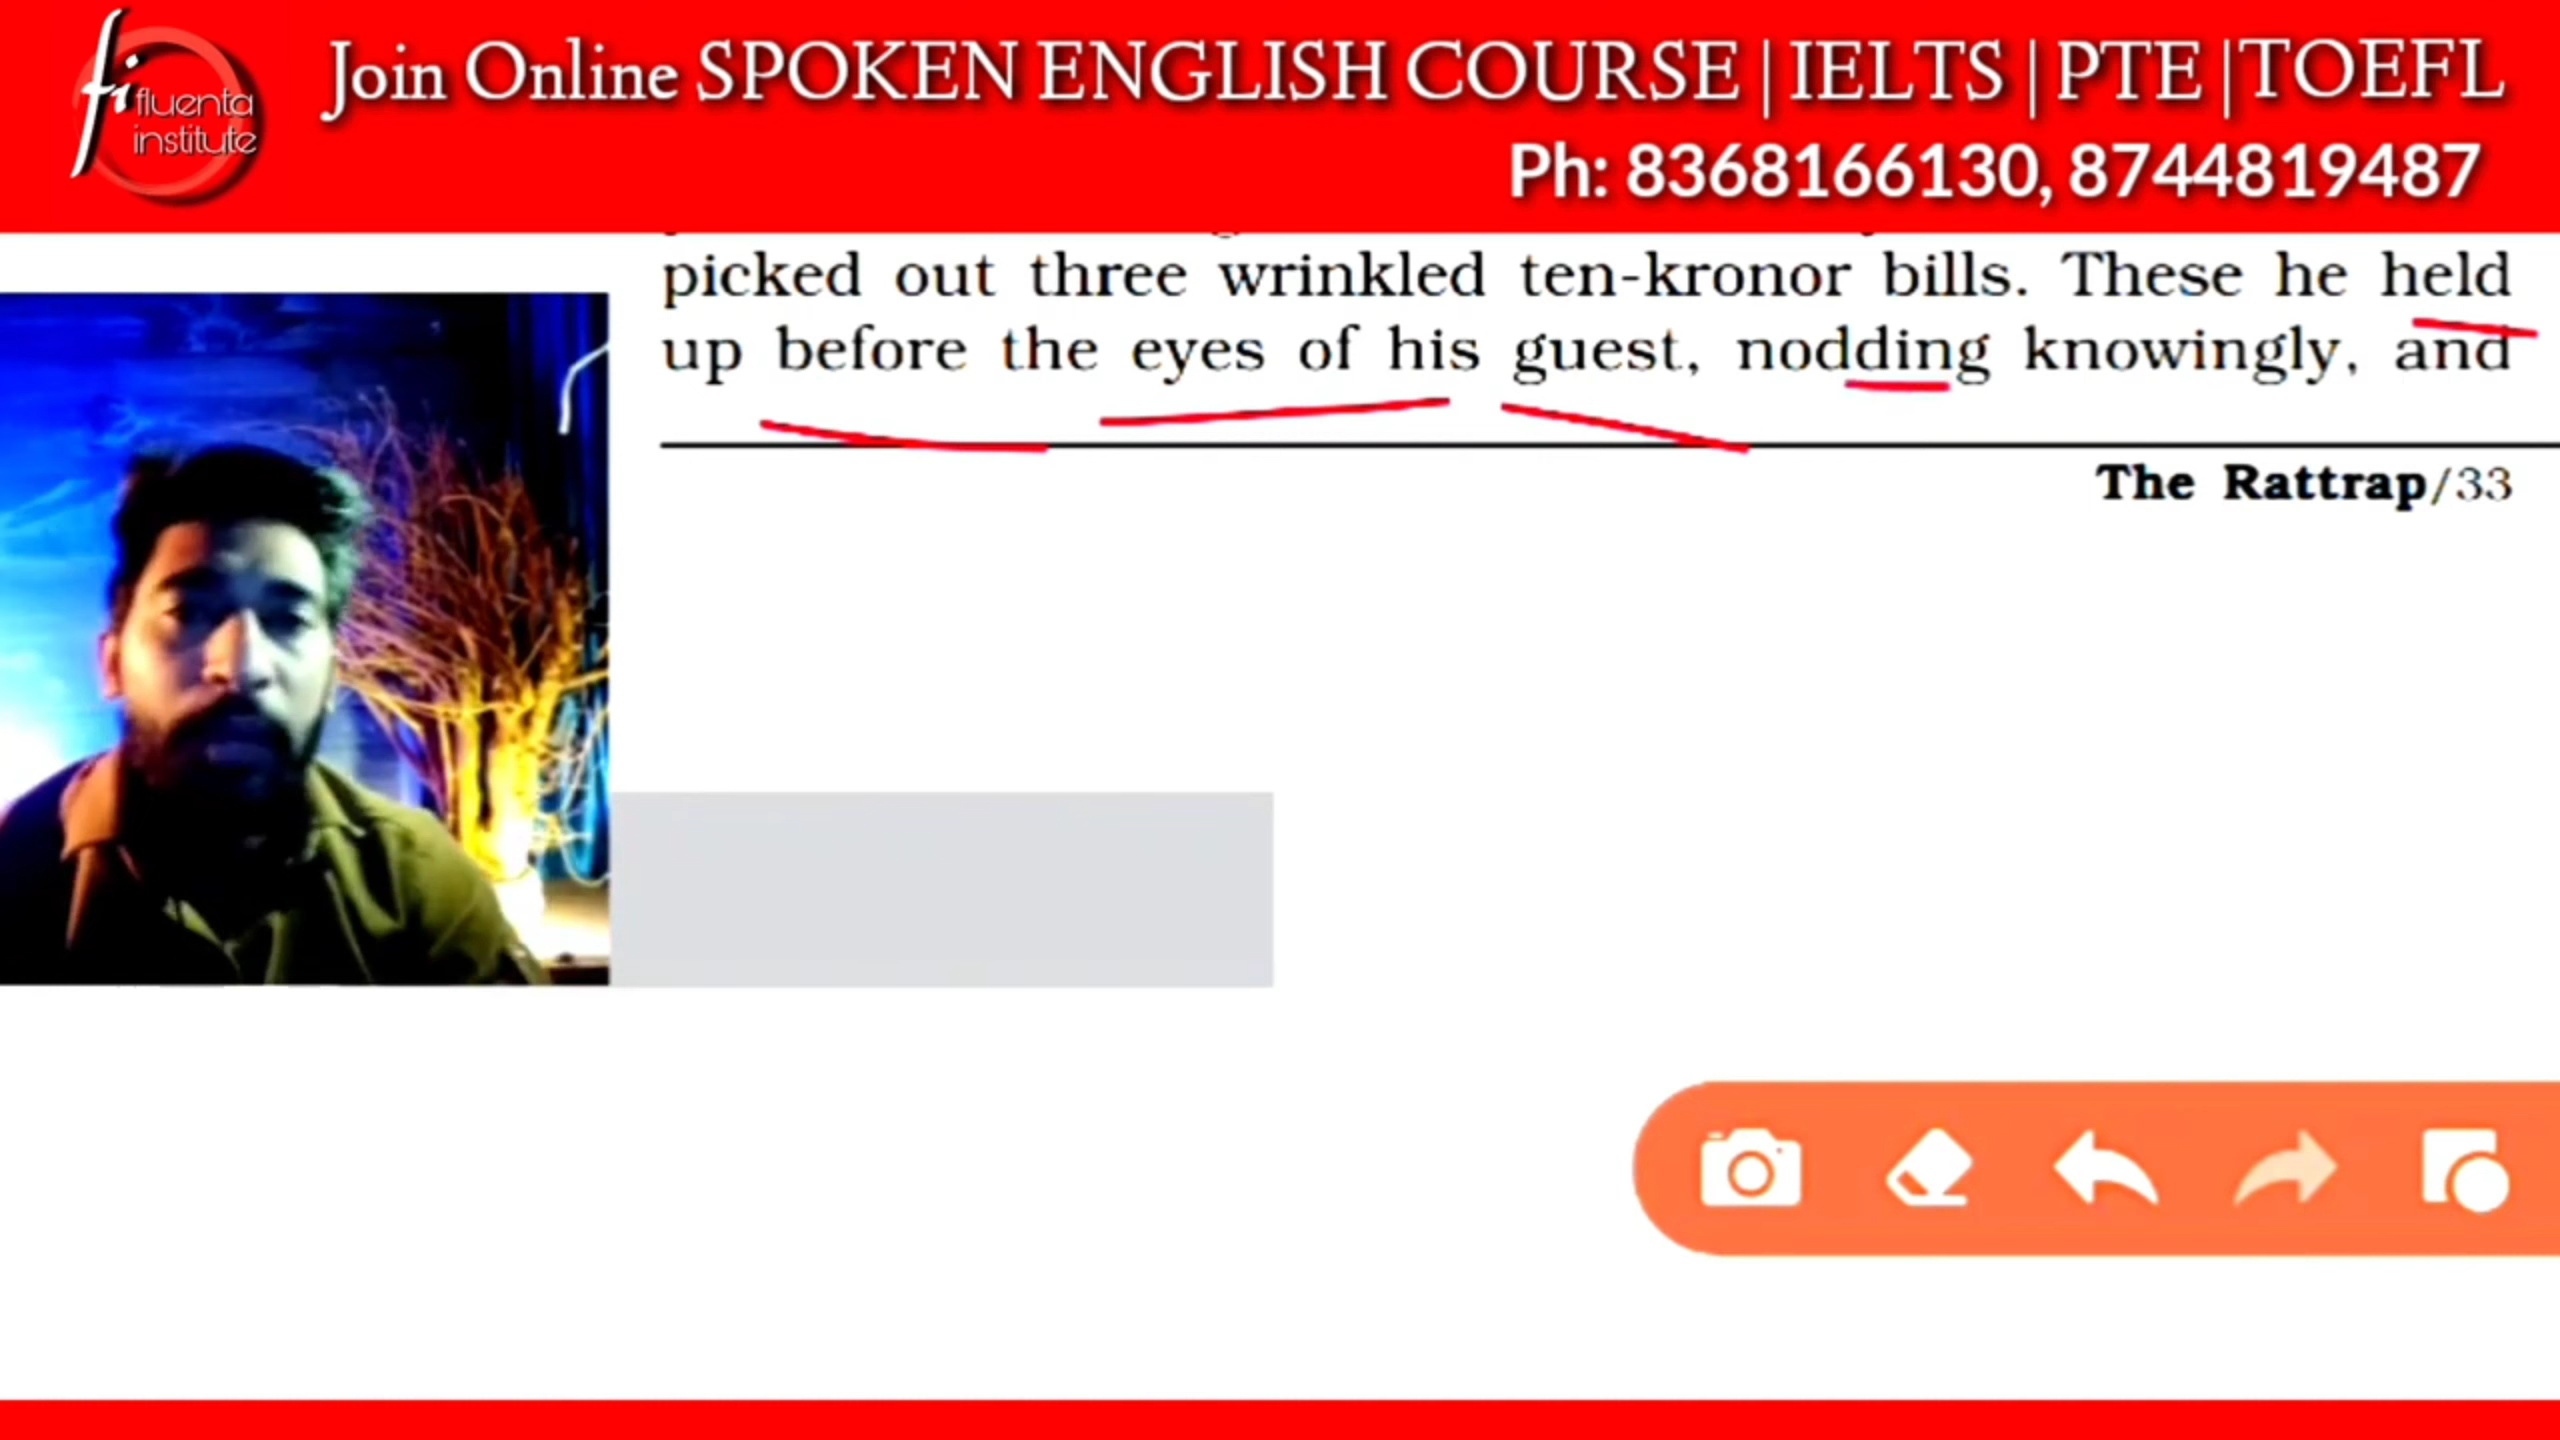 fi fluenta
institute
Join Online SPOKEN ENGLISH COURSE | IELTS | PTE |TOEFL
Ph: 8368166130, 8744819487
picked out three wrinkled ten-kronor bills. These he held
up before the eyes of his guest, nodding knowingly, and
The Rattrap/33